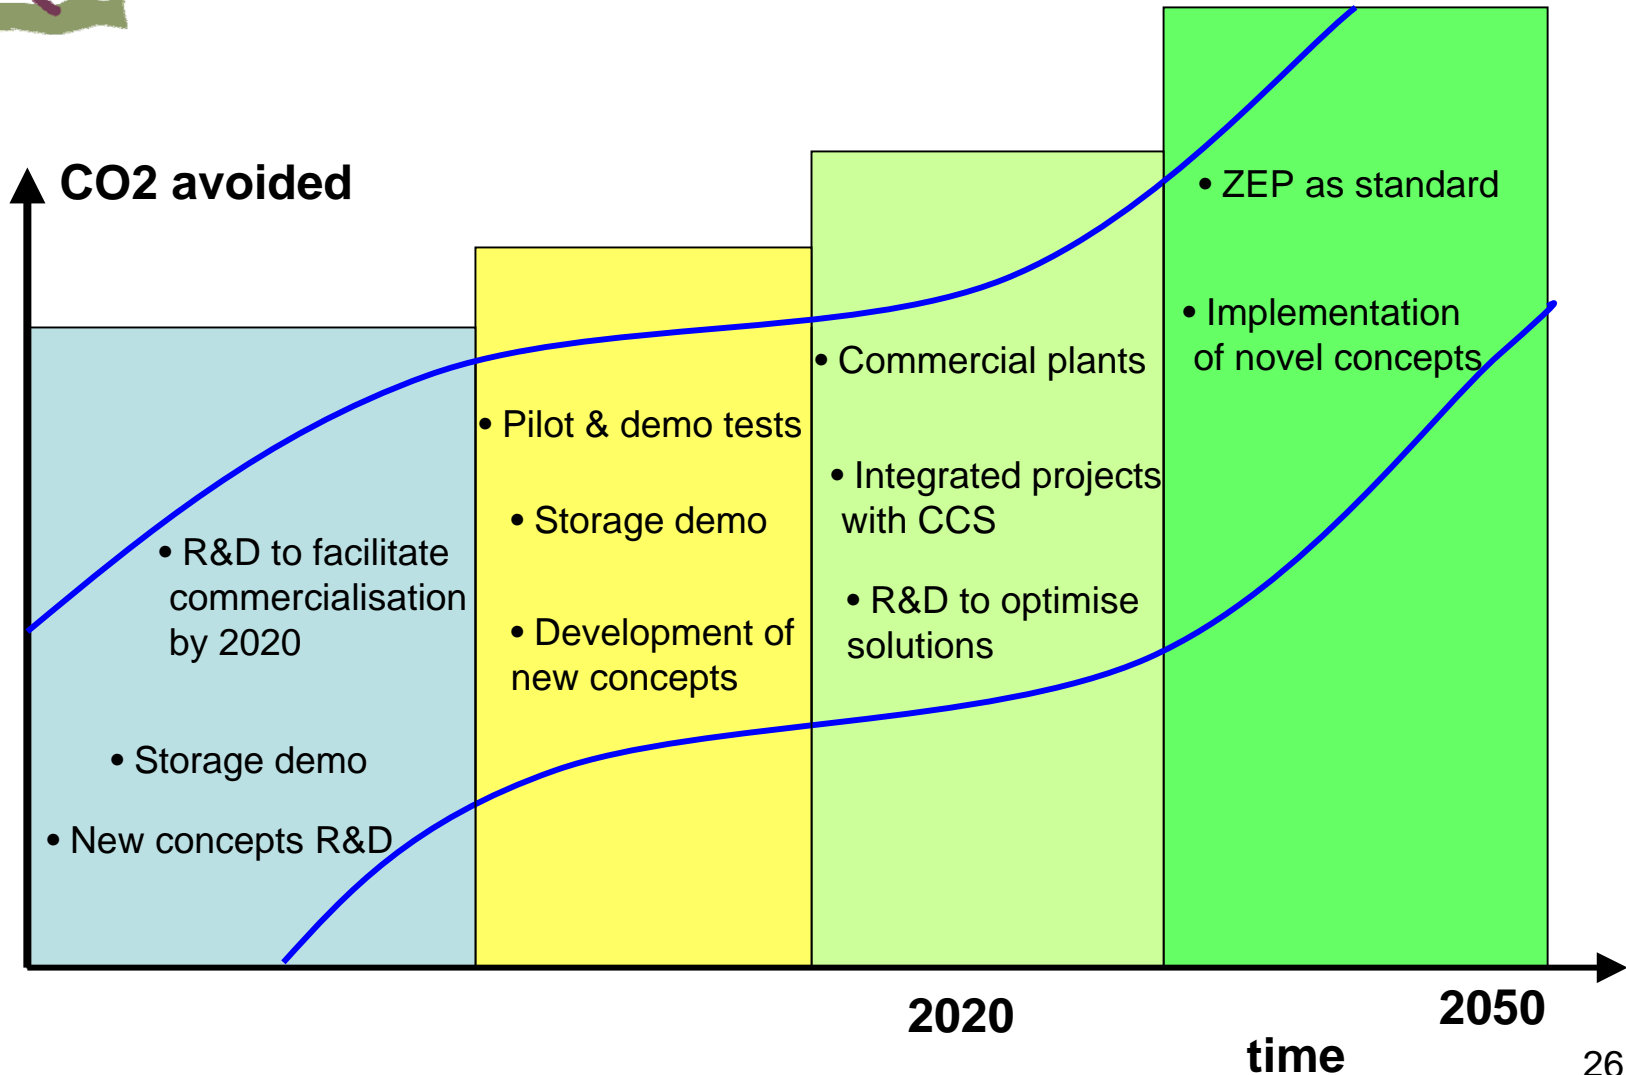 CO2 avoided
• R&D to facilitate
commercialisation
by 2020
• Storage demo
• New concepts R&D
• Pilot & demo tests
• Storage demo
• Development of
new concepts
• Commercial plants
• Integrated projects
with CCS
• R&D to optimise
solutions
• ZEP as standard
• Implementation
of novel concepts
2020
2050
time
26